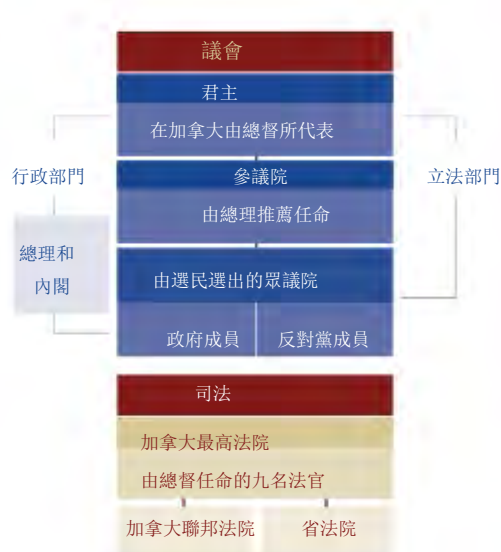 議會
君主
在加拿大由總督所代表
行政部門
參議院
立法部門
由總理推薦任命
總理和
內閣
由選民選出的眾議院
政府成員
反對黨成員
司法
加拿大最高法院
由總督任命的九名法官
加拿大聯邦法院
省法院